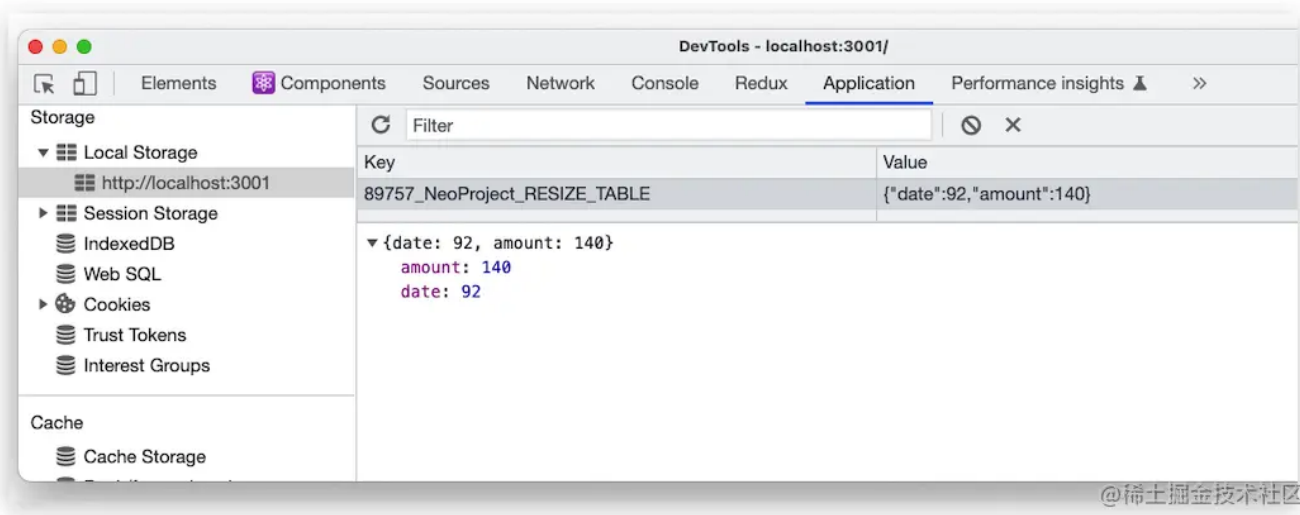 DevTools - localhost:3001/
Elements Components Sources Network Console Redux Application Performance insights »
Storage
Local Storage
http://localhost:3001
Session Storage
IndexedDB
Web SQL
Cookies
Trust Tokens
Interest Groups
Cache
Cache Storage
Filter
Key Value
89757_NeoProject_RESIZE_TABLE {"date":92,"amount":140}
{date: 92, amount: 140}
amount: 140
date: 92
@稀土掘金技术社区